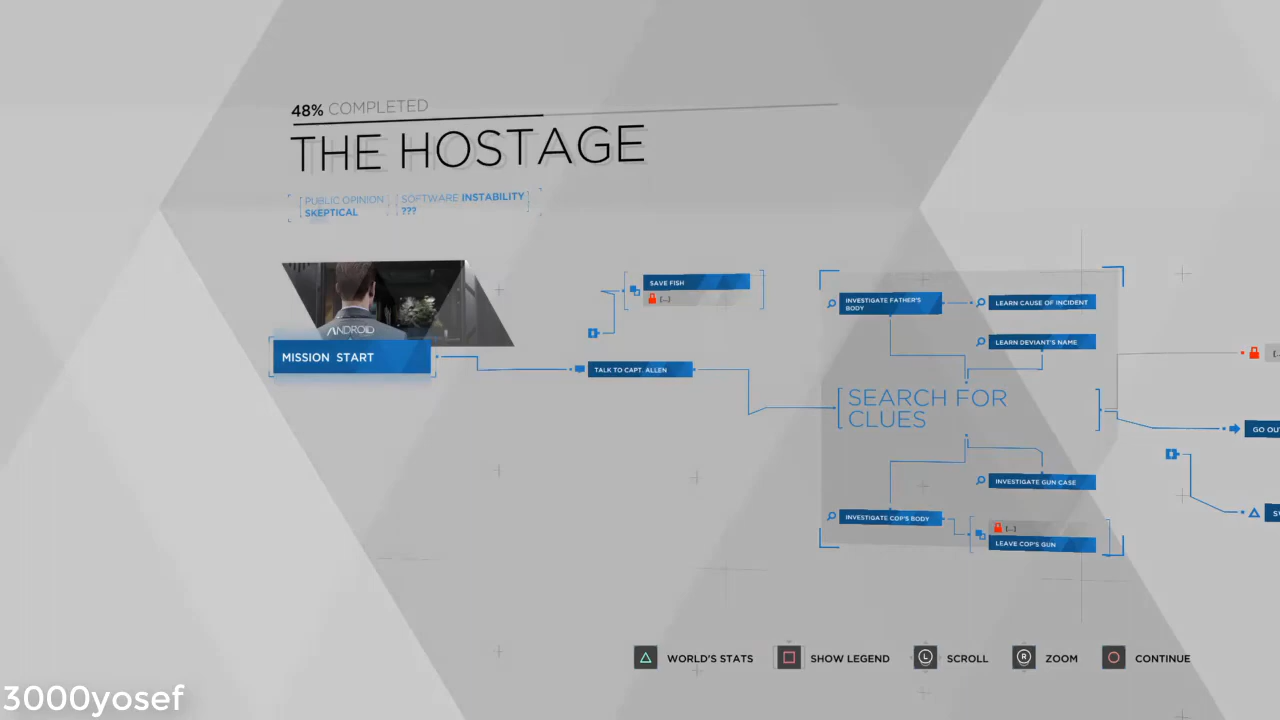 48% COMPLETED
THE HOSTAGE
PUBLIC OPINION
SKEPTICAL
SOFTWARE INSTABILITY
???
ANDROID
MISSION START
SAVE FISH
[...]
TALK TO CAPT. ALLEN
INVESTIGATE FATHER'S
BODY
LEARN CAUSE OF INCIDENT
LEARN DEVIANT'S NAME
SEARCH FOR
CLUES
INVESTIGATE GUN CASE
INVESTIGATE COP'S BODY
[...]
LEAVE COP'S GUN
GO OU
WORLD'S STATS
SHOW LEGEND
L
SCROLL
R
ZOOM
CONTINUE
3000yosef